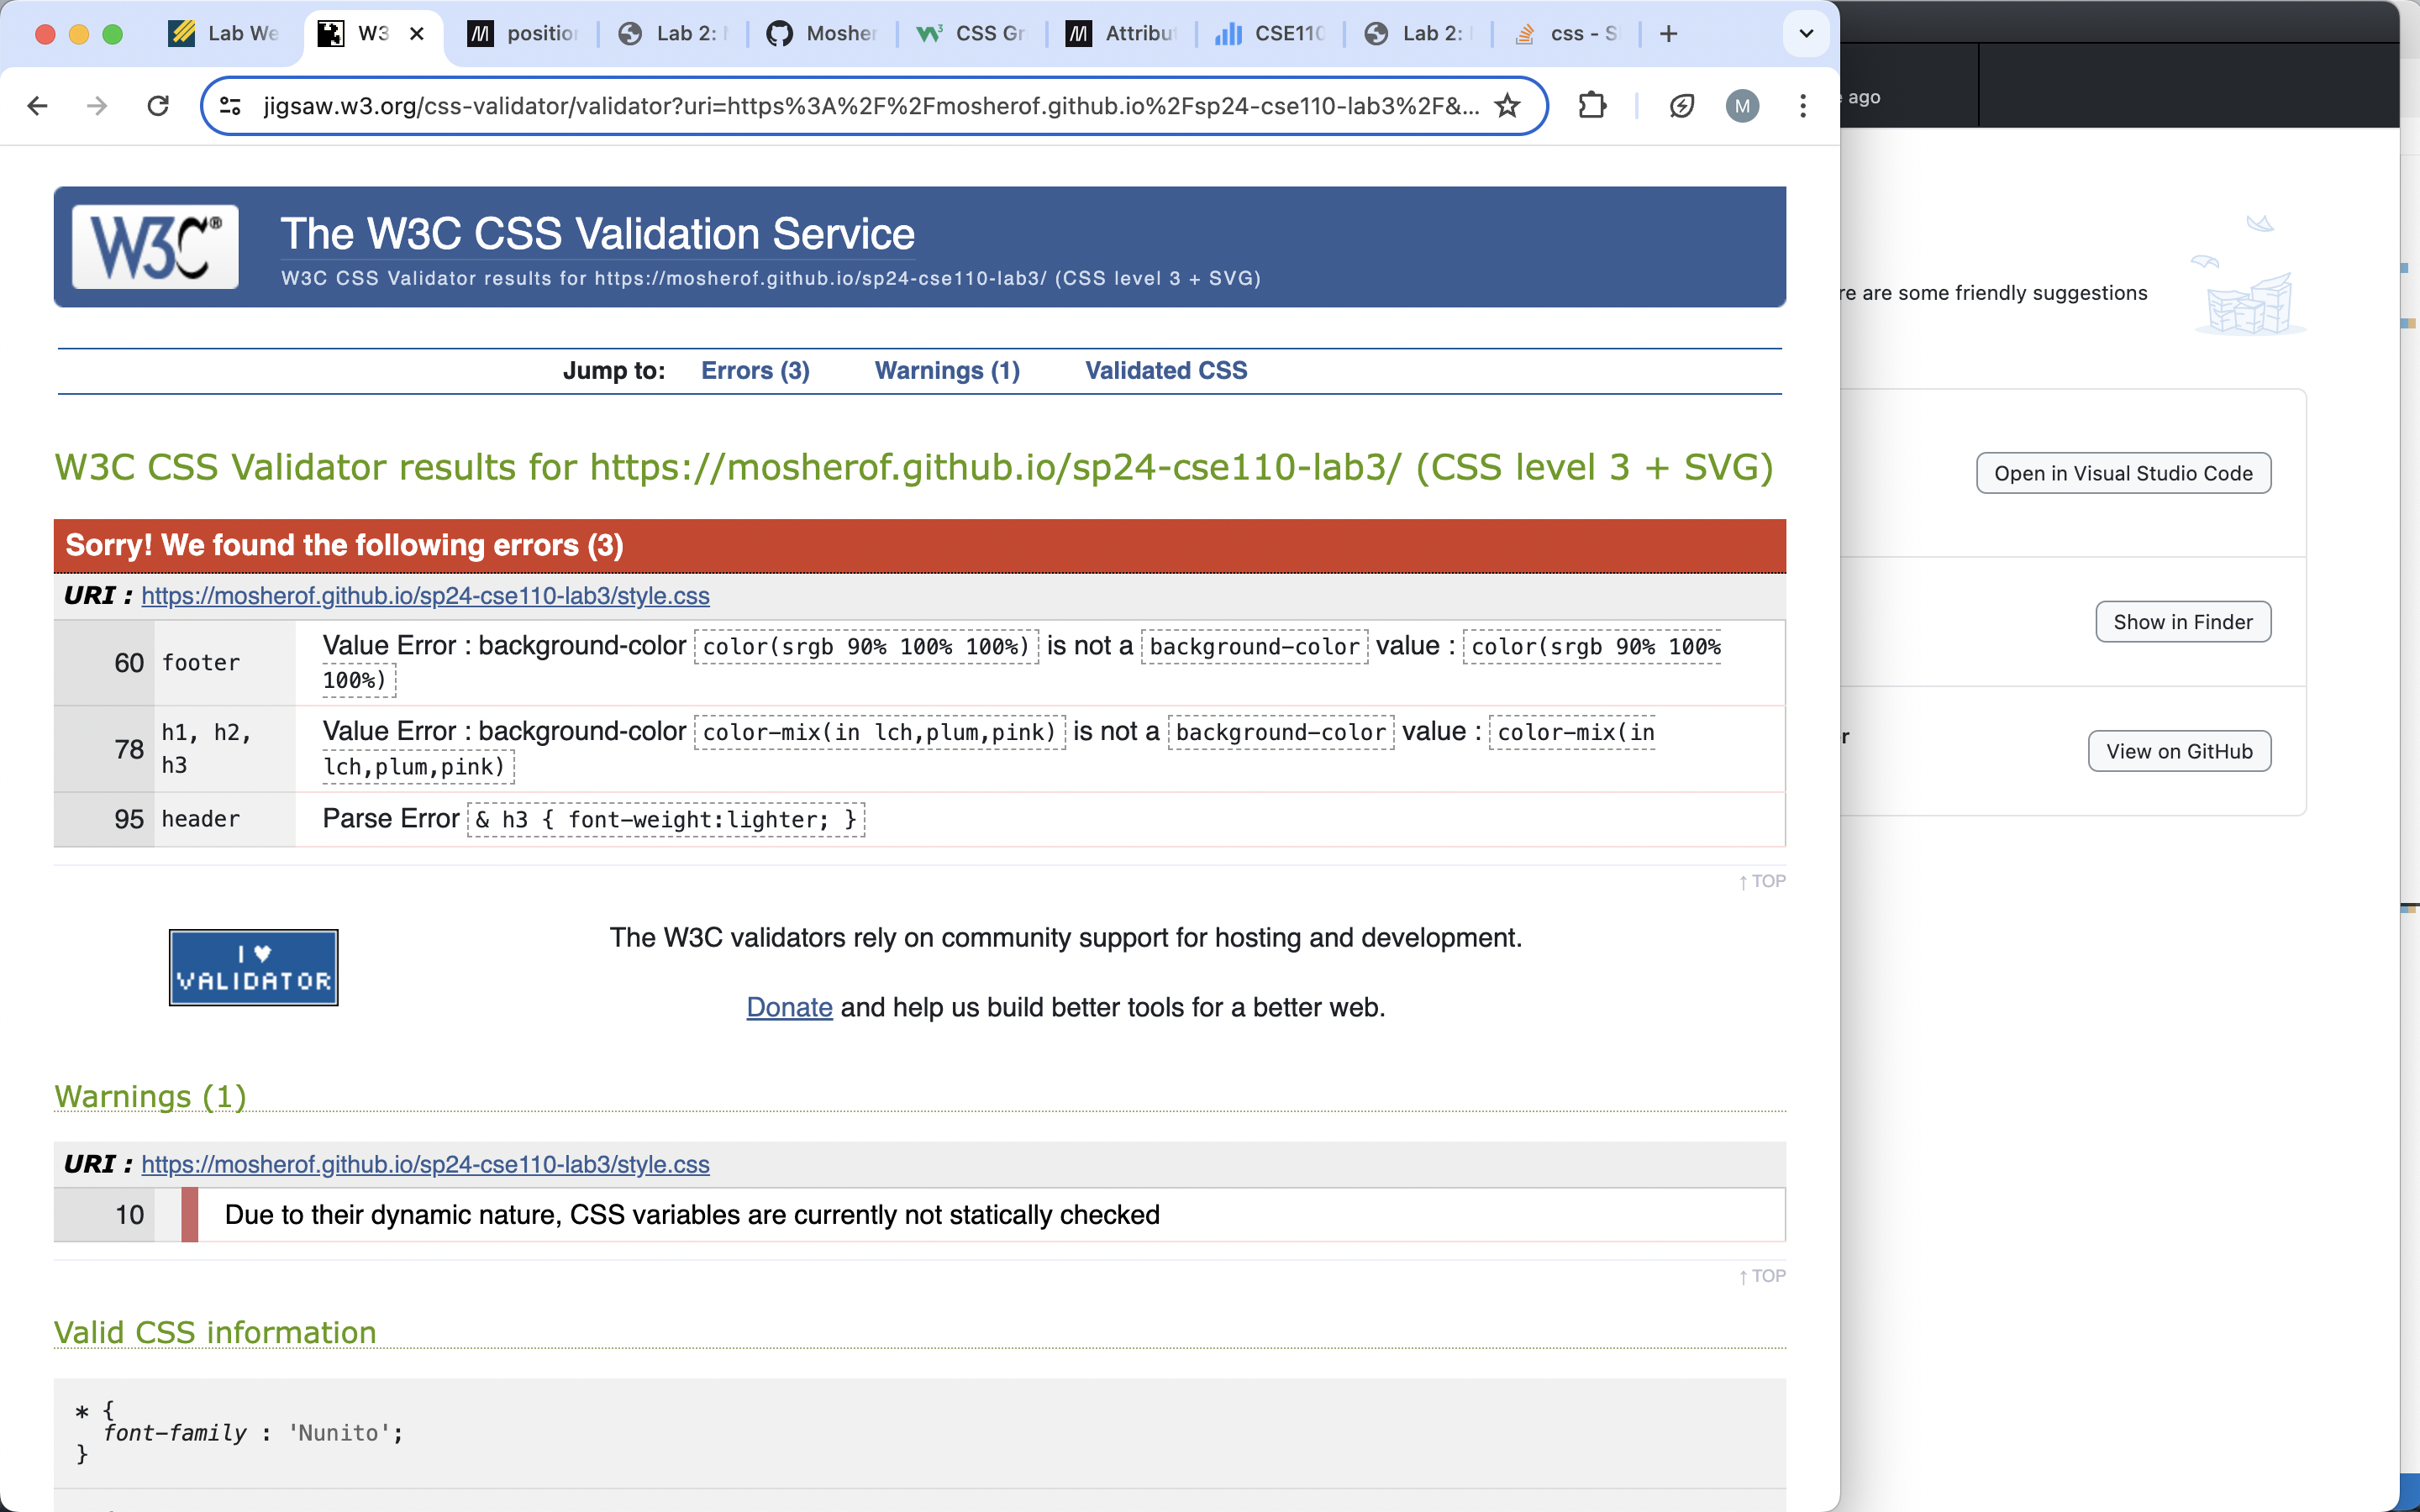 Lab We
W3
position
Lab 2:
Mosher
CSS Gr
Attribut
CSE110
Lab 2:
css - S
ago
jigsaw.w3.org/css-validator/validator?uri=https%3A%2F%2Fmosherof.github.io%2Fsp24-cse110-lab3%2F&...
M
W3C®
The W3C CSS Validation Service
W3C CSS Validator results for https://mosherof.github.io/sp24-cse110-lab3/ (CSS level 3 + SVG)
re are some friendly suggestions
Jump to: Errors (3) Warnings (1) Validated CSS
W3C CSS Validator results for https://mosherof.github.io/sp24-cse110-lab3/ (CSS level 3 + SVG)
Open in Visual Studio Code
Sorry! We found the following errors (3)
URI : https://mosherof.github.io/sp24-cse110-lab3/style.css
Show in Finder
60 footer Value Error : background-color color(srgb 90% 100% 100%) is not a background-color value : color(srgb 90% 100%
100%)
78 h1, h2, h3 Value Error : background-color color-mix(in lch,plum,pink) is not a background-color value : color-mix(in
lch,plum,pink)
r
View on GitHub
95 header Parse Error & h3 { font-weight:lighter; }
↑ TOP
I ♥
VALIDATOR
The W3C validators rely on community support for hosting and development.
Donate and help us build better tools for a better web.
Warnings (1)
URI : https://mosherof.github.io/sp24-cse110-lab3/style.css
10 Due to their dynamic nature, CSS variables are currently not statically checked
↑ TOP
Valid CSS information
* {
font-family : 'Nunito';
}